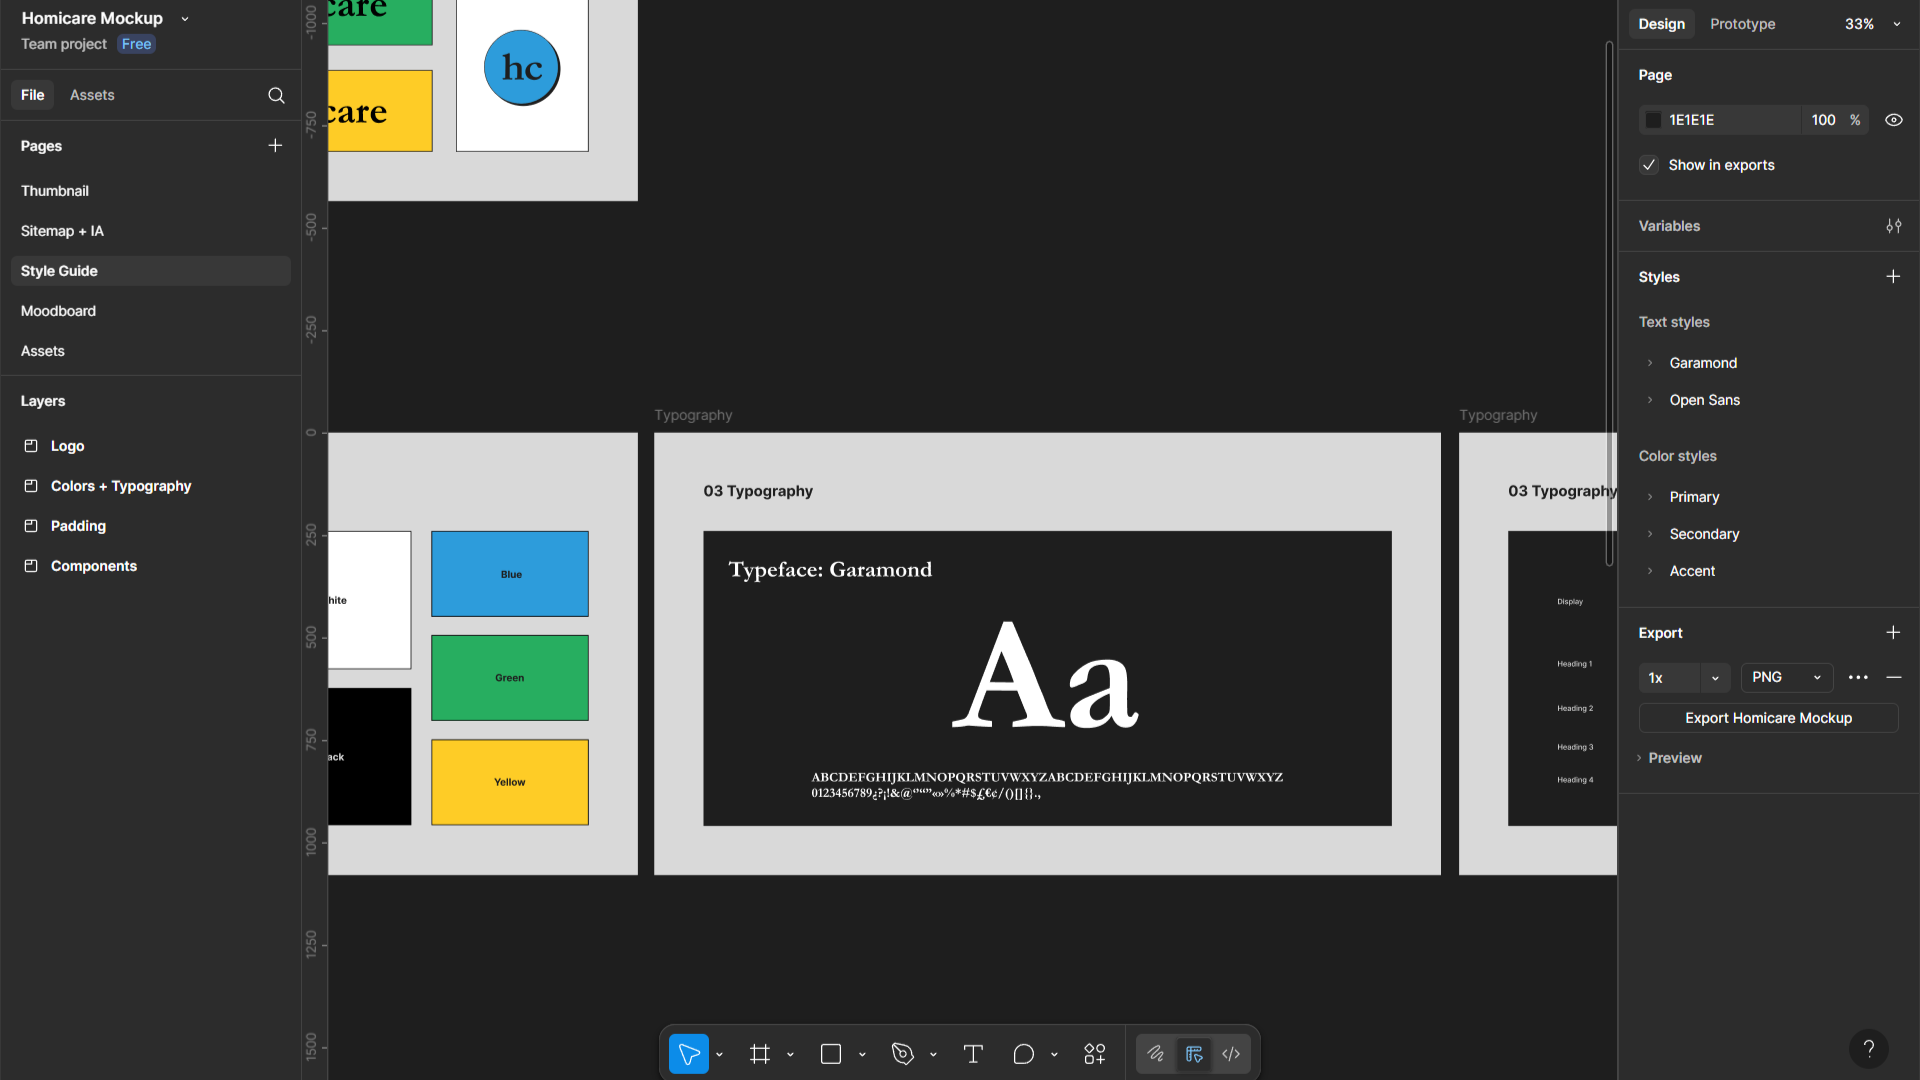 Homicare Mockup
Team project Free
File Assets
Pages
Thumbnail
Sitemap + IA
Style Guide
Moodboard
Assets
Layers
Logo
Colors + Typography
Padding
Components
-1000
-750
-500
-250
0
250
500
750
1000
1250
1500
care
care
hc
hite
ack
Blue
Green
Yellow
Typography
03 Typography
Typeface: Garamond
Aa
ABCDEFGHIJKLMNOPQRSTUVWXYZABCDEFGHIJKLMNOPQRSTUVWXYZ
0123456789¿?¡!&@‘’“”«»%*#$£€¢/()[]{}.,
Typography
03 Typography
Display
Heading 1
Heading 2
Heading 3
Heading 4
Design Prototype 33%
Page
1E1E1E 100 %
Show in exports
Variables
Styles
Text styles
Garamond
Open Sans
Color styles
Primary
Secondary
Accent
Export
1x PNG
Export Homicare Mockup
Preview
?